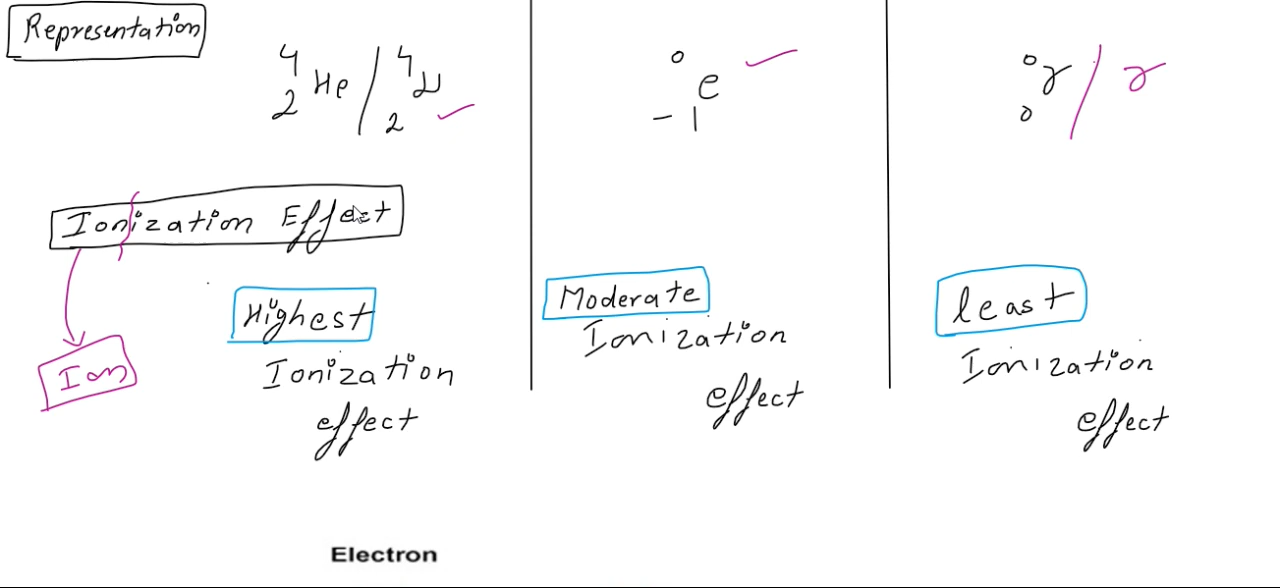 Representation
4 2 He / 4 2 α
0 -1 e
0 0 γ / γ
Ionization Effect
Ion
Highest
Ionization
effect
Moderate
Ionization
effect
least
Ionization
effect
Electron